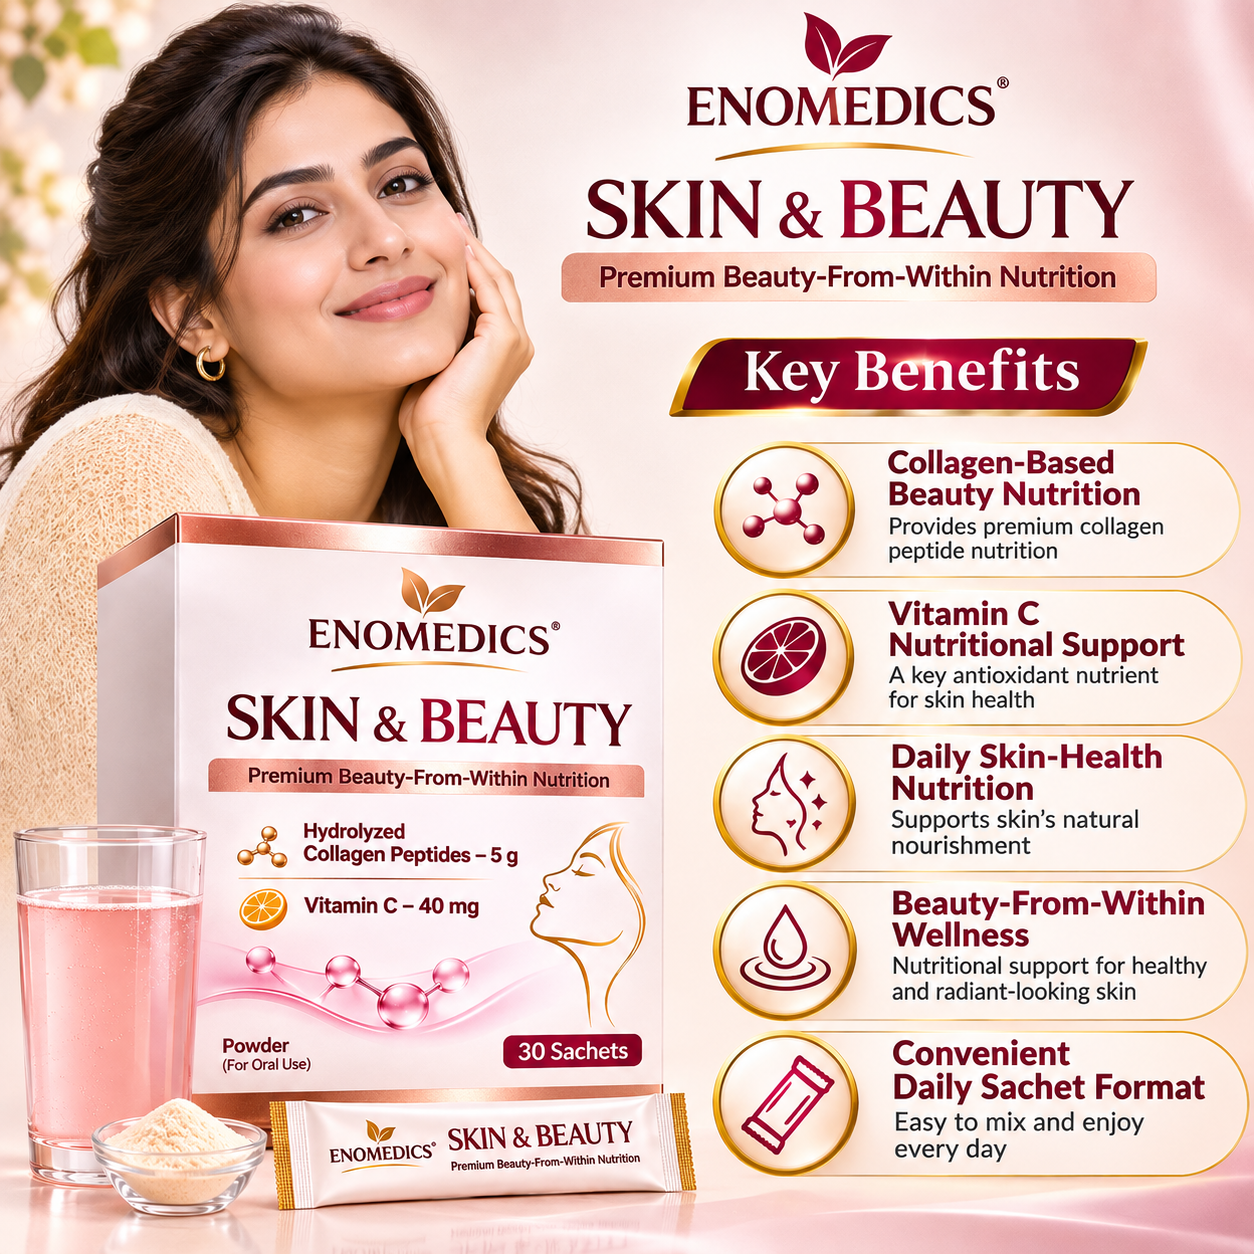 ENOMEDICS®
SKIN & BEAUTY
Premium Beauty-From-Within Nutrition
Key Benefits
Collagen-Based
Beauty Nutrition
Provides premium collagen
peptide nutrition
Vitamin C
Nutritional Support
A key antioxidant nutrient
for skin health
Daily Skin-Health
Nutrition
Supports skin's natural
nourishment
Beauty-From-Within
Wellness
Nutritional support for healthy
and radiant-looking skin
Convenient
Daily Sachet Format
Easy to mix and enjoy
every day
ENOMEDICS®
SKIN & BEAUTY
Premium Beauty-From-Within Nutrition
Hydrolyzed
Collagen Peptides – 5 g
Vitamin C – 40 mg
Powder
(For Oral Use)
30 Sachets
ENOMEDICS®
SKIN & BEAUTY
Premium Beauty-From-Within Nutrition